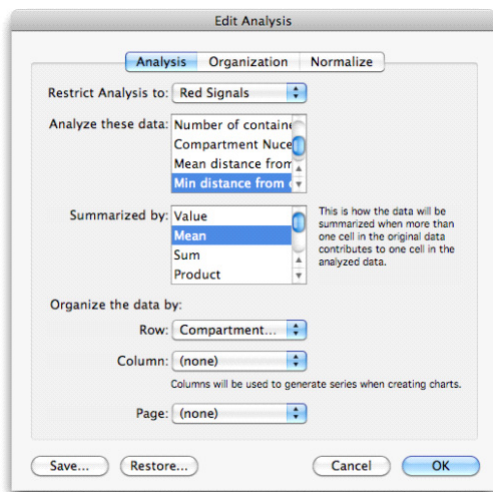 Edit Analysis
Analysis Organization Normalize
Restrict Analysis to: Red Signals
Analyze these data: Number of containe
Compartment Nuce
Mean distance from
Min distance from
Summarized by: Value
Mean
Sum
Product
This is how the data will be
summarized when more than
one cell in the original data
contributes to one cell in the
analyzed data.
Organize the data by:
Row: Compartment...
Column: (none)
Columns will be used to generate series when creating charts.
Page: (none)
Save... Restore... Cancel OK